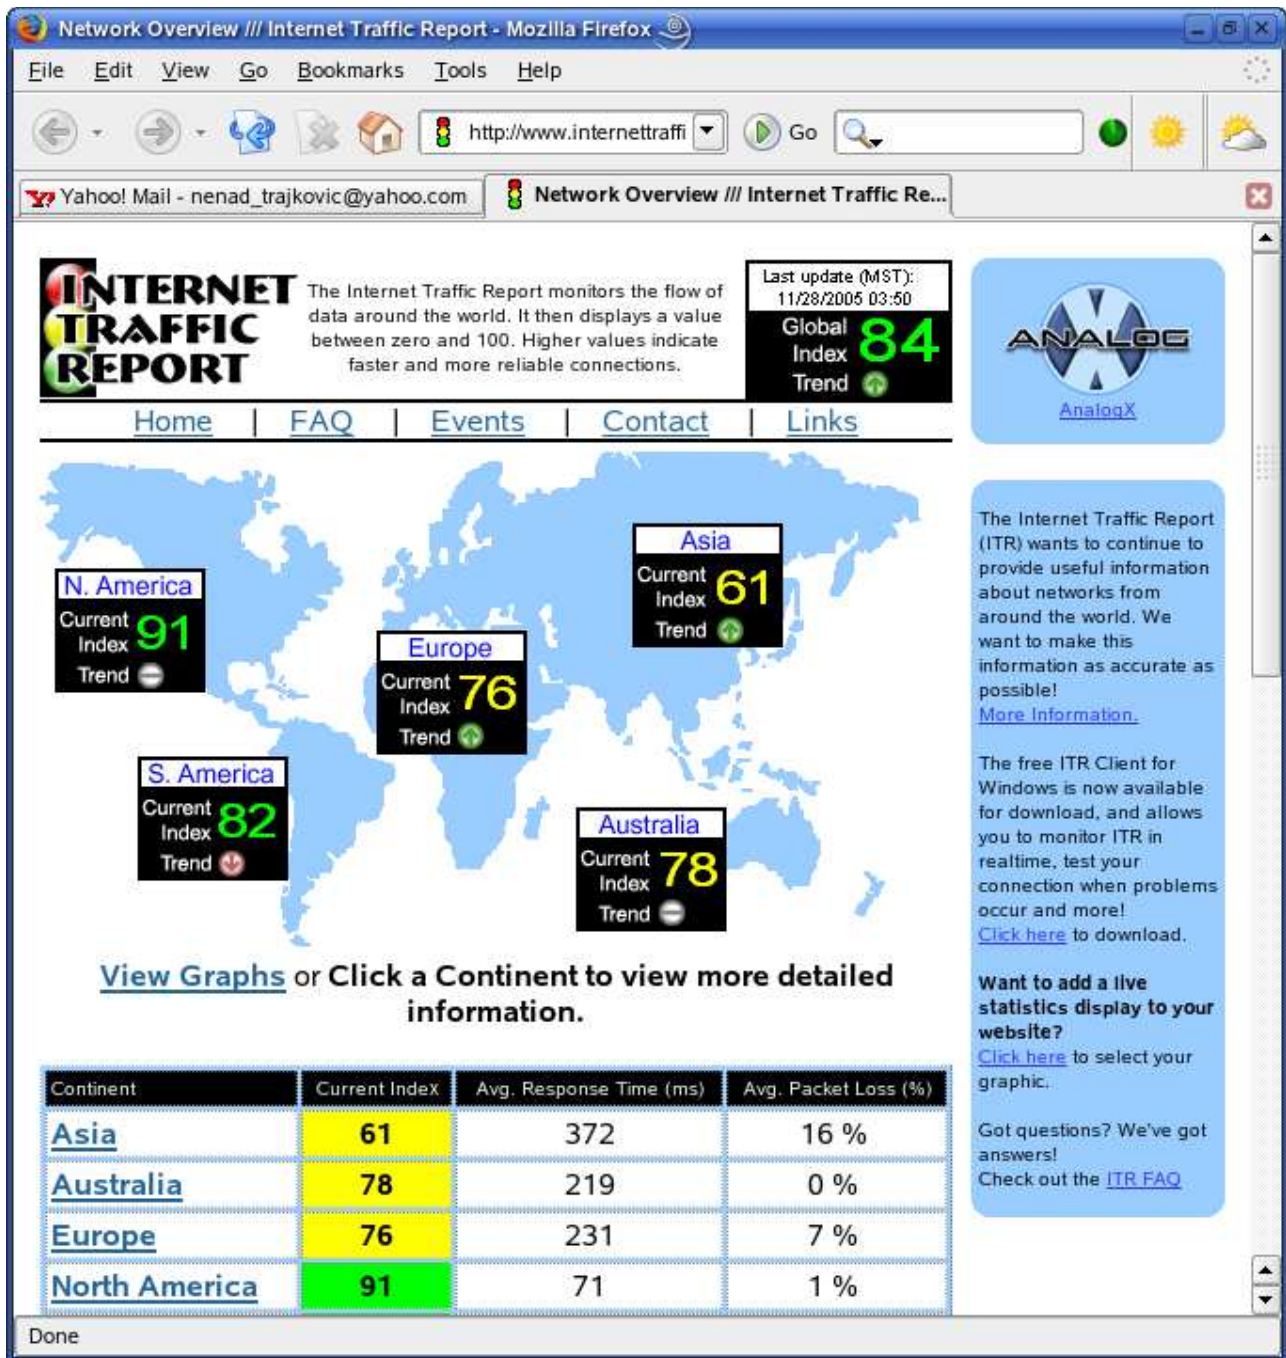 Network Overview /// Internet Traffic Report - Mozilla Firefox
File Edit View Go Bookmarks Tools Help
http://www.internettraffi Go
Yahoo! Mail - nenad_trajkovic@yahoo.com
Network Overview /// Internet Traffic Re...
INTERNET
TRAFFIC
REPORT
The Internet Traffic Report monitors the flow of
data around the world. It then displays a value
between zero and 100. Higher values indicate
faster and more reliable connections.
Last update (MST):
11/28/2005 03:50
Global
Index 84
Trend
Home | FAQ | Events | Contact | Links
N. America
Current
Index 91
Trend
Asia
Current
Index 61
Trend
Europe
Current
Index 76
Trend
S. America
Current
Index 82
Trend
Australia
Current
Index 78
Trend
View Graphs or Click a Continent to view more detailed
information.
Continent Current Index Avg. Response Time (ms) Avg. Packet Loss (%)
Asia 61 372 16 %
Australia 78 219 0 %
Europe 76 231 7 %
North America 91 71 1 %
ANALOG
AnalogX
The Internet Traffic Report
(ITR) wants to continue to
provide useful information
about networks from
around the world. We
want to make this
information as accurate as
possible!
More Information.
The free ITR Client for
Windows is now available
for download, and allows
you to monitor ITR in
realtime, test your
connection when problems
occur and more!
Click here to download.
Want to add a live
statistics display to your
website?
Click here to select your
graphic.
Got questions? We've got
answers!
Check out the ITR FAQ
Done